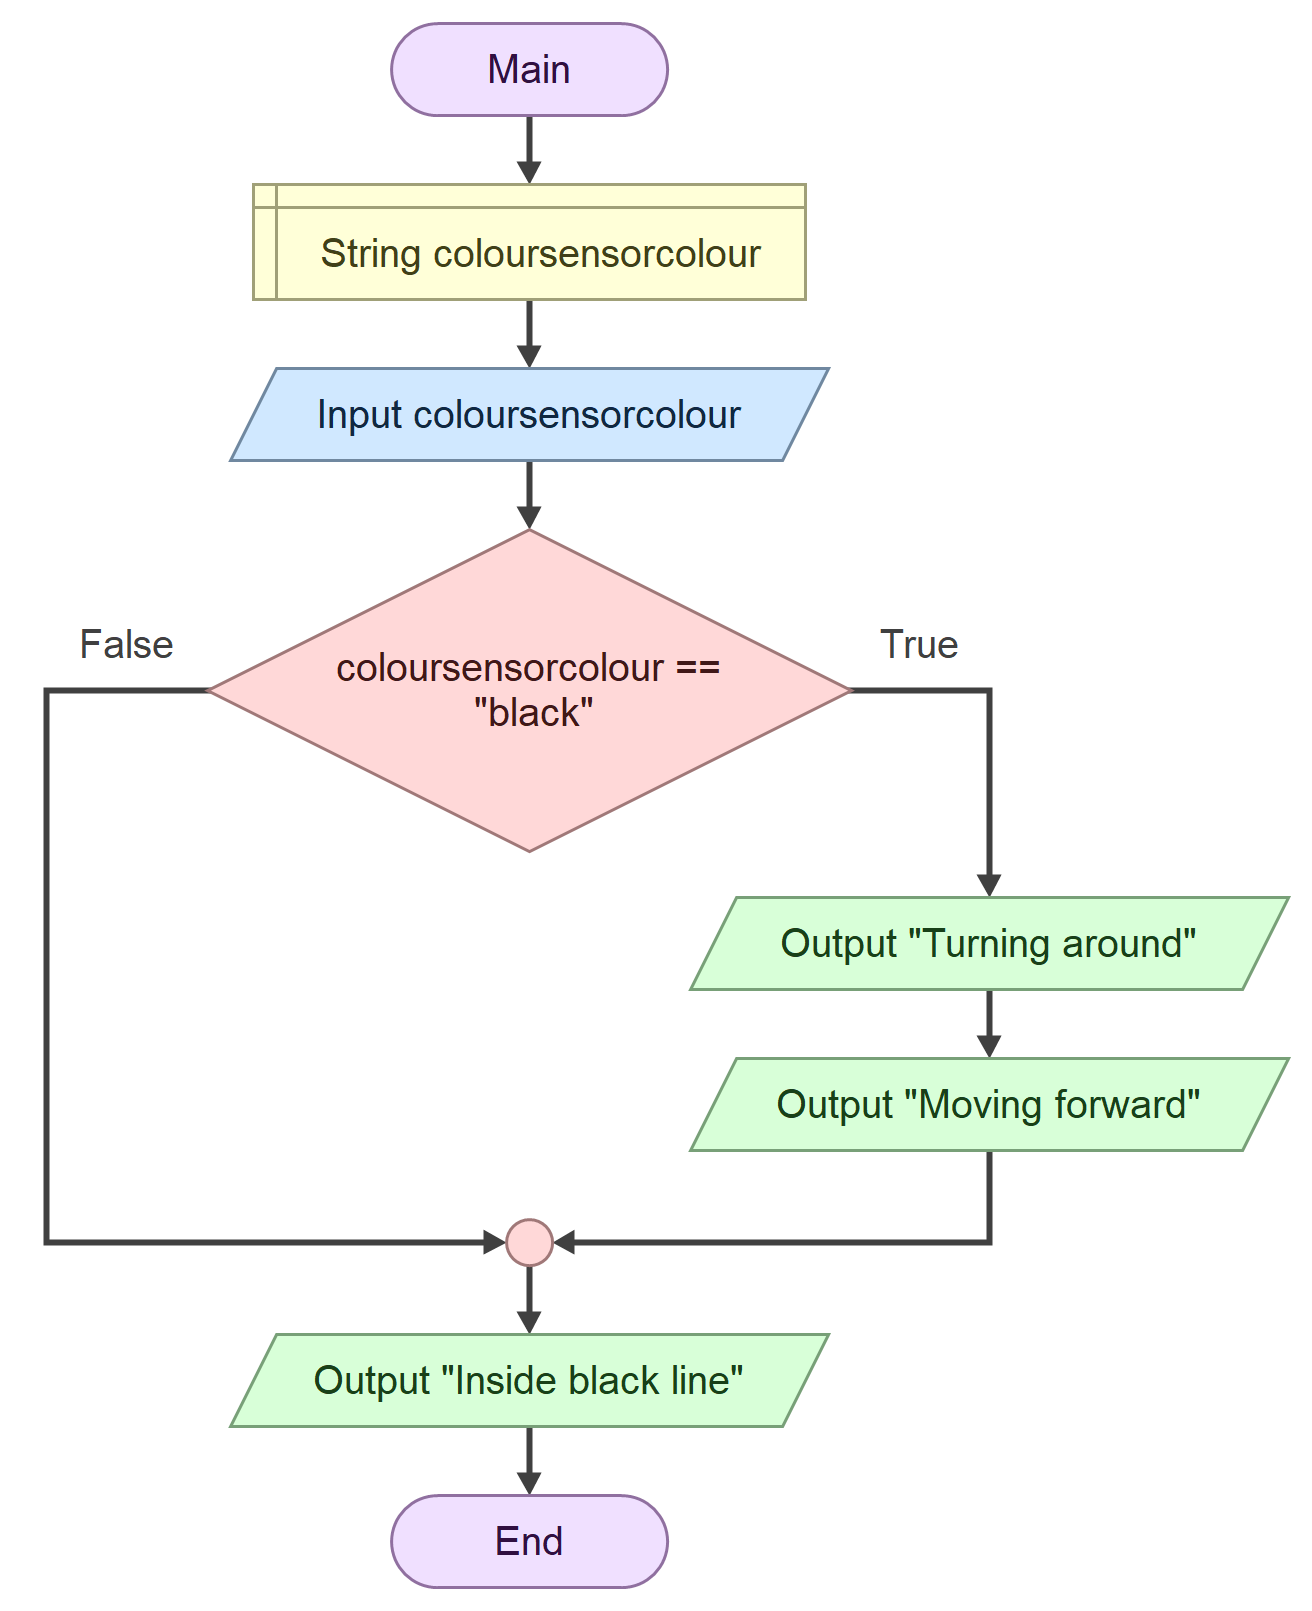 Main
String coloursensorcolour
Input coloursensorcolour
False
True
coloursensorcolour ==
"black"
Output "Turning around"
Output "Moving forward"
Output "Inside black line"
End